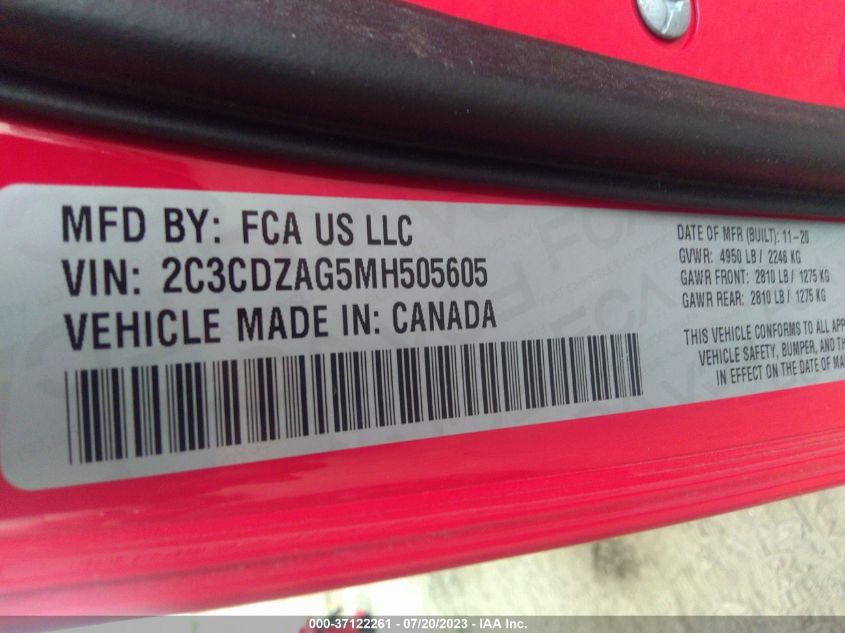 MFD BY: FCA US LLC
VIN: 2C3CDZAG5MH505605
VEHICLE MADE IN: CANADA
DATE OF MFR (BUILT): 11-20
GVWR: 4950 LB / 2246 KG
GAWR FRONT: 2810 LB / 1275 KG
GAWR REAR: 2810 LB / 1275 KG
THIS VEHICLE CONFORMS TO ALL APP
VEHICLE SAFETY, BUMPER, AND TH
IN EFFECT ON THE DATE OF MA
000-37122261 - 07/20/2023 - IAA Inc.